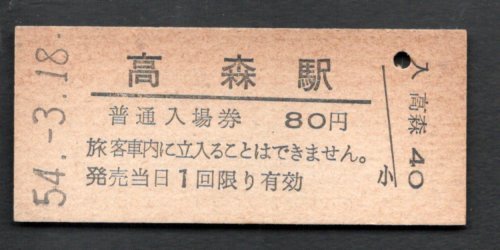 54.-3.18.
高森駅
普通入場券 80円
旅客車内に立入ることはできません。
発売当日1回限り有効
入 高森 40
小